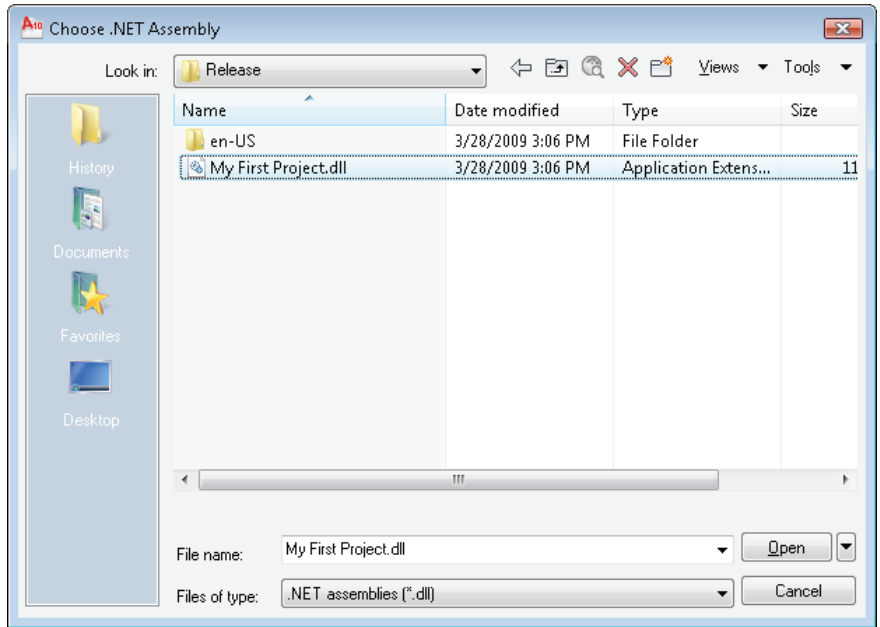 A10 Choose .NET Assembly
Look in: Release Views Tools
Name Date modified Type Size
en-US 3/28/2009 3:06 PM File Folder
My First Project.dll 3/28/2009 3:06 PM Application Extens... 11
History
Documents
Favorites
Desktop
File name: My First Project.dll Open
Files of type: .NET assemblies (*.dll) Cancel